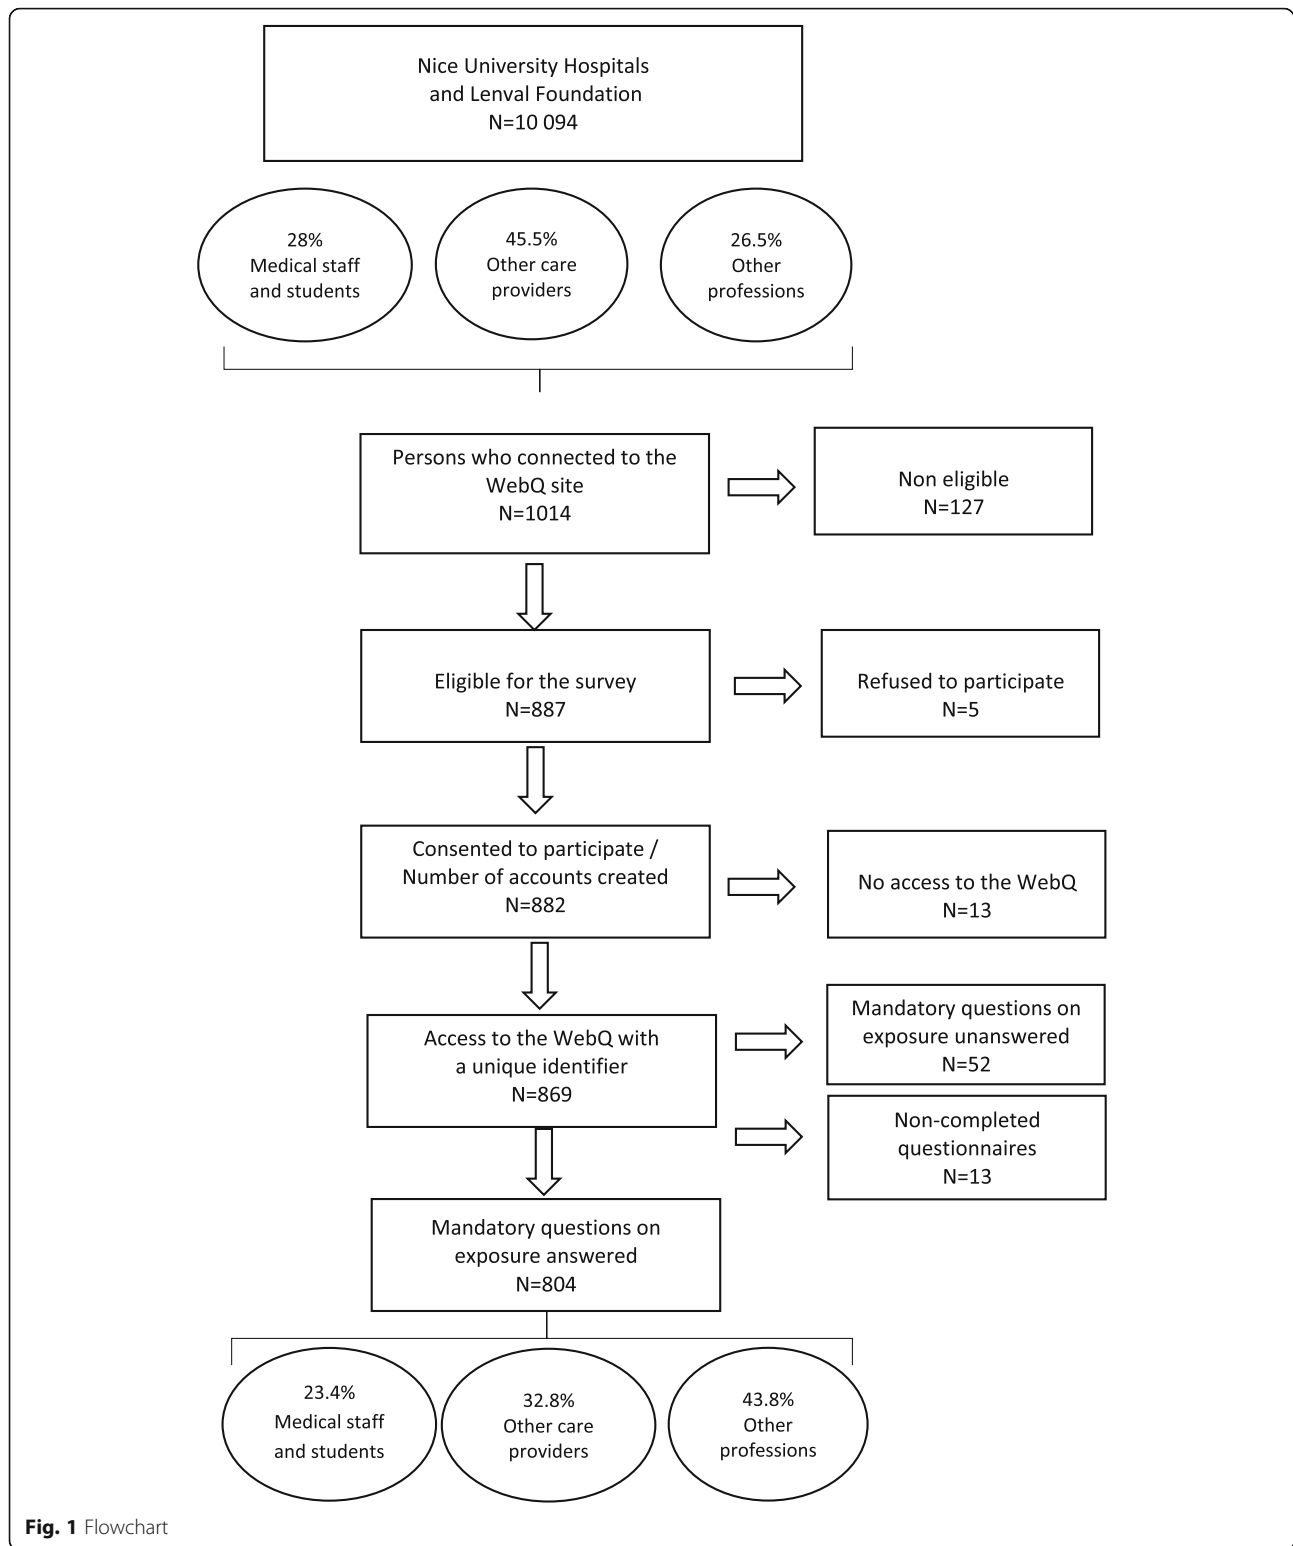 Nice University Hospitals
and Lenval Foundation
N=10 094
28%
Medical staff
and students
45.5%
Other care
providers
26.5%
Other
professions
Persons who connected to the
WebQ site
N=1014
Non eligible
N=127
Eligible for the survey
N=887
Refused to participate
N=5
Consented to participate /
Number of accounts created
N=882
No access to the WebQ
N=13
Access to the WebQ with
a unique identifier
N=869
Mandatory questions on
exposure unanswered
N=52
Non-completed
questionnaires
N=13
Mandatory questions on
exposure answered
N=804
23.4%
Medical staff
and students
32.8%
Other care
providers
43.8%
Other
professions
Fig. 1 Flowchart